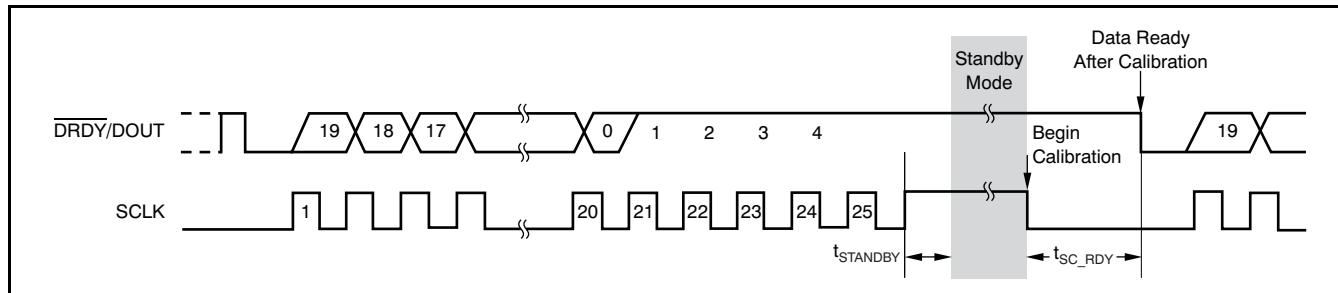 Data Ready
After Calibration
Standby
Mode
DRDY/DOUT
19 18 17 0 1 2 3 4 19
Begin
Calibration
SCLK
1 20 21 22 23 24 25
tSTANDBY
tSC_RDY